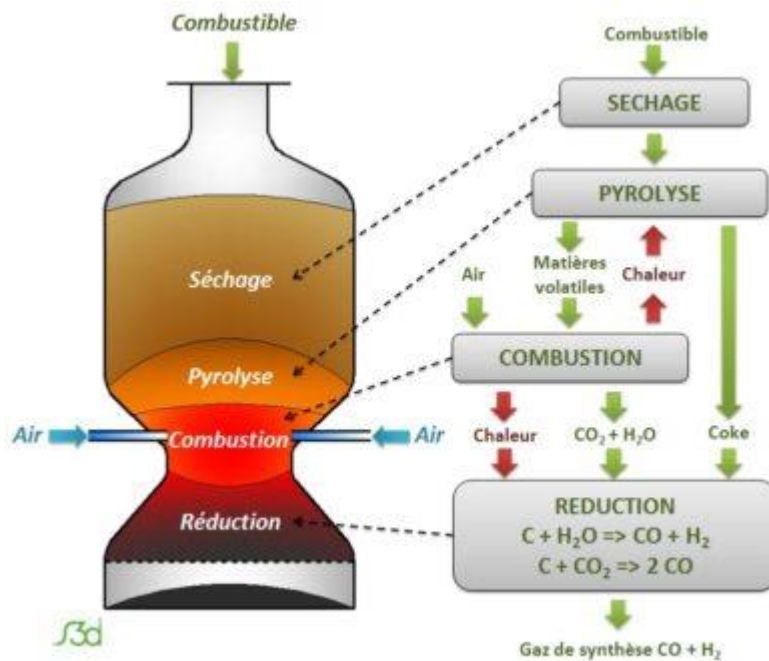 Combustible
Séchage
Pyrolyse
Air
Combustion
Air
Réduction
S3d
Combustible
SECHAGE
PYROLYSE
Air
Matières
volatiles
Chaleur
COMBUSTION
Chaleur
CO₂ + H₂O
Coke
REDUCTION
C + H₂O => CO + H₂
C + CO₂ => 2 CO
Gaz de synthèse CO + H₂